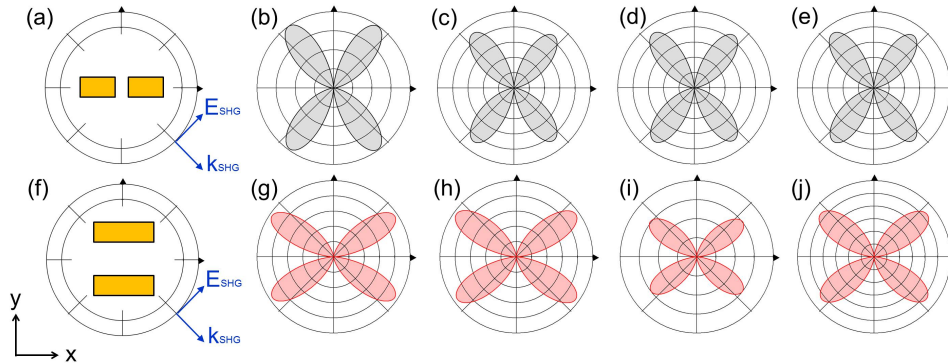 (a)
(b)
(c)
(d)
(e)
E_SHG
k_SHG
(f)
(g)
(h)
(i)
(j)
E_SHG
k_SHG
y
x